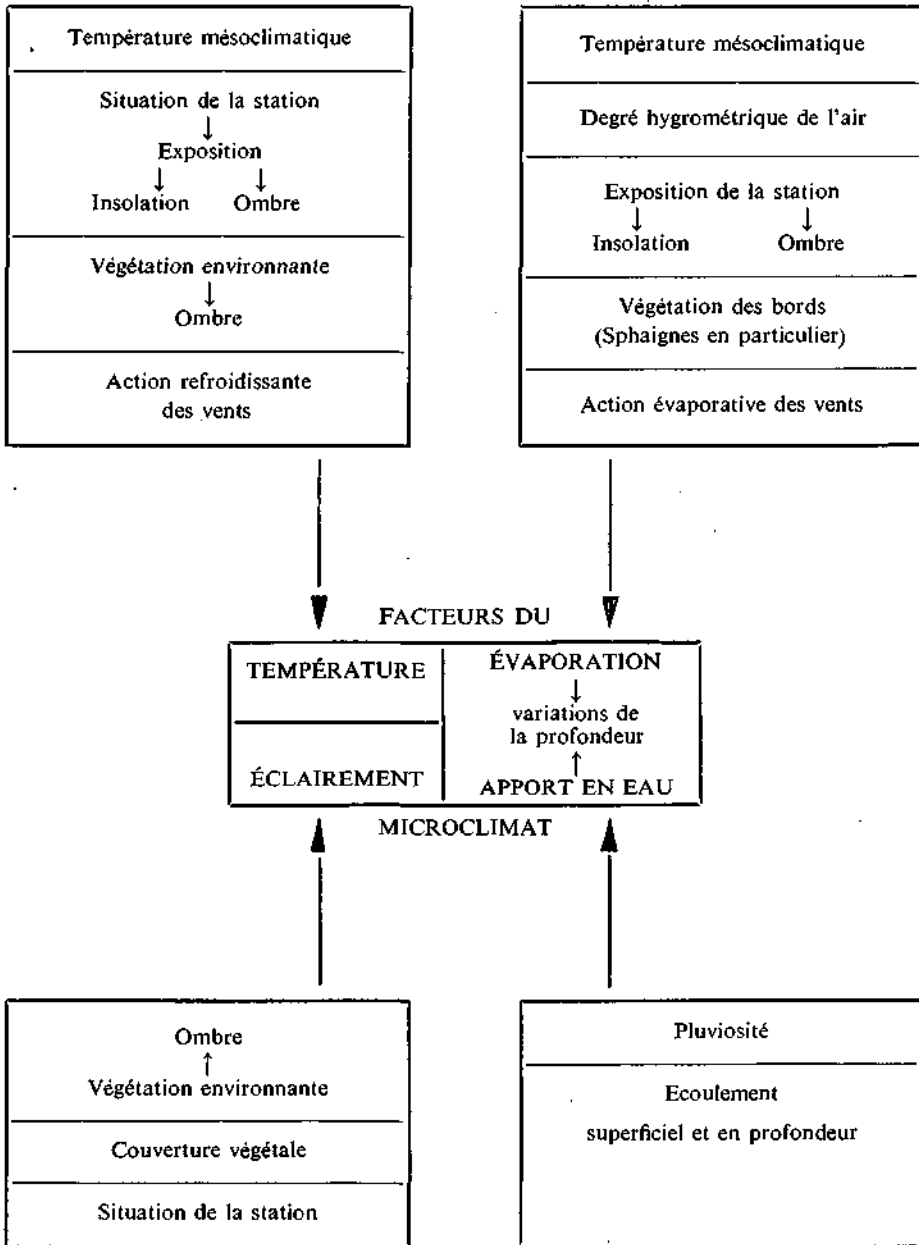 Température mésoclimatique
Situation de la station
↓
Exposition
↓ ↓
Insolation Ombre
Végétation environnante
↓
Ombre
Action refroidissante
des vents
Température mésoclimatique
Degré hygrométrique de l'air
Exposition de la station
↓ ↓
Insolation Ombre
Végétation des bords
(Sphaignes en particulier)
Action évaporative des vents
FACTEURS DU
TEMPÉRATURE
ÉCLAIREMENT
ÉVAPORATION
↓
variations de
la profondeur
↑
APPORT EN EAU
MICROCLIMAT
Ombre
↑
Végétation environnante
Couverture végétale
Situation de la station
Pluviosité
Ecoulement
superficiel et en profondeur